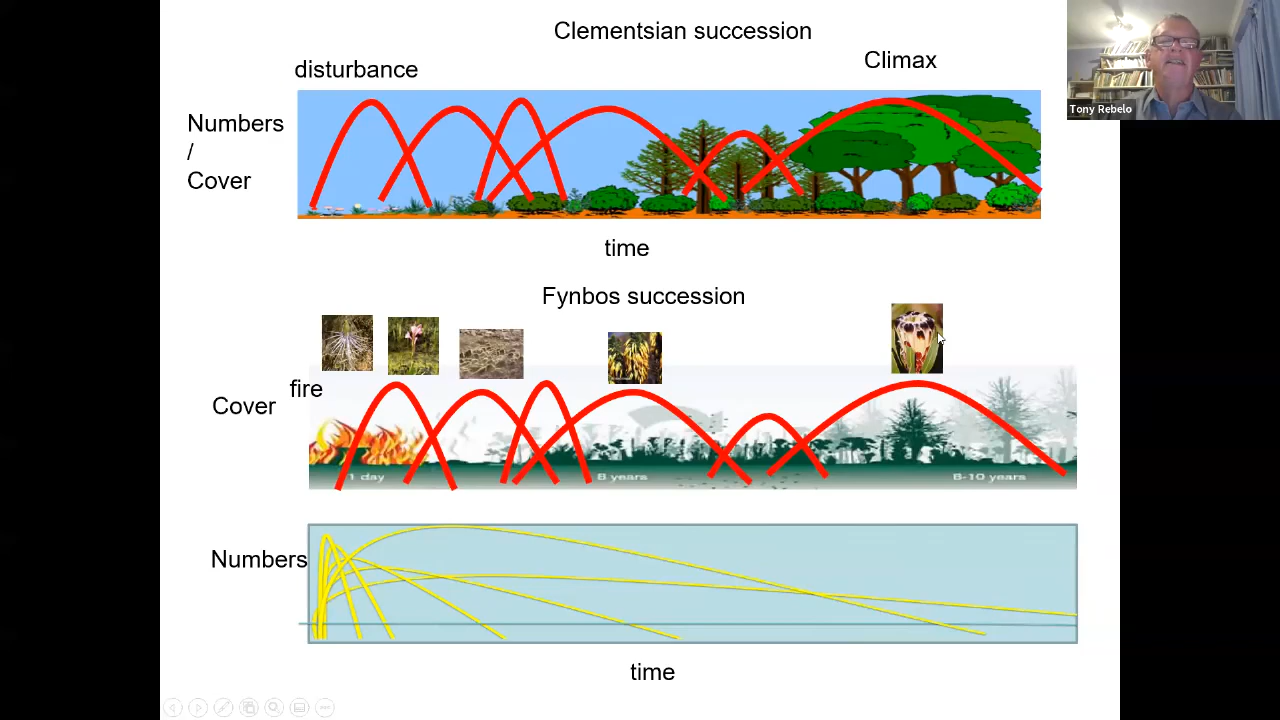 Clementsian succession
Climax
disturbance
Tony Rebelo
Numbers
/
Cover
time
Fynbos succession
fire
Cover
1 day
8 years
8-10 years
Numbers
time